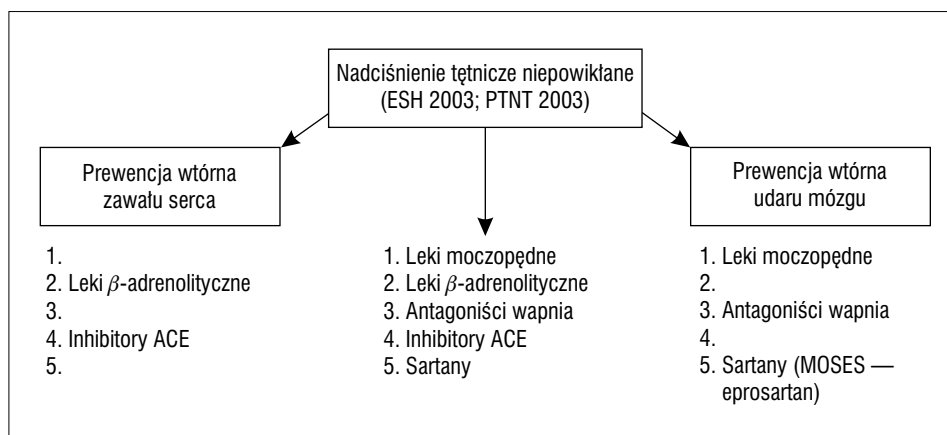 Nadciśnienie tętnicze niepowikłane
(ESH 2003; PTNT 2003)
Prewencja wtórna
zawału serca
1.
2. Leki β-adrenolityczne
3.
4. Inhibitory ACE
5.
1. Leki moczopędne
2. Leki β-adrenolityczne
3. Antagoniści wapnia
4. Inhibitory ACE
5. Sartany
Prewencja wtórna
udaru mózgu
1. Leki moczopędne
2.
3. Antagoniści wapnia
4.
5. Sartany (MOSES —
eprosartan)